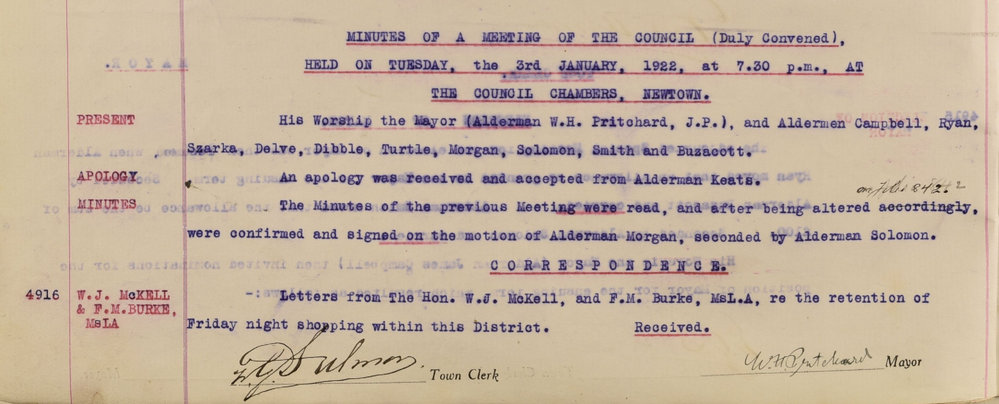 MINUTES OF A MEETING OF THE COUNCIL (Duly Convened),
HELD ON TUESDAY, the 3rd JANUARY, 1922, at 7.30 p.m., AT
THE COUNCIL CHAMBERS, NEWTOWN.
PRESENT His Worship the Mayor (Alderman W.H. Pritchard, J.P.), and Aldermen Campbell, Ryan,
Szarka, Delve, Dibble, Turtle, Morgan, Solomon, Smith and Buzacott.
APOLOGY An apology was received and accepted from Alderman Keats.
on folio
MINUTES The Minutes of the previous Meeting were read, and after being altered accordingly,
were confirmed and signed on the motion of Alderman Morgan, seconded by Alderman Solomon.
CORRESPONDENCE.
4916 W.J. McKELL Letters from The Hon. W.J. McKell, and F.M. Burke, MsL.A, re the retention of
& F.M.BURKE,
MsLA Friday night shopping within this District. Received.
Town Clerk W H Pritchard Mayor